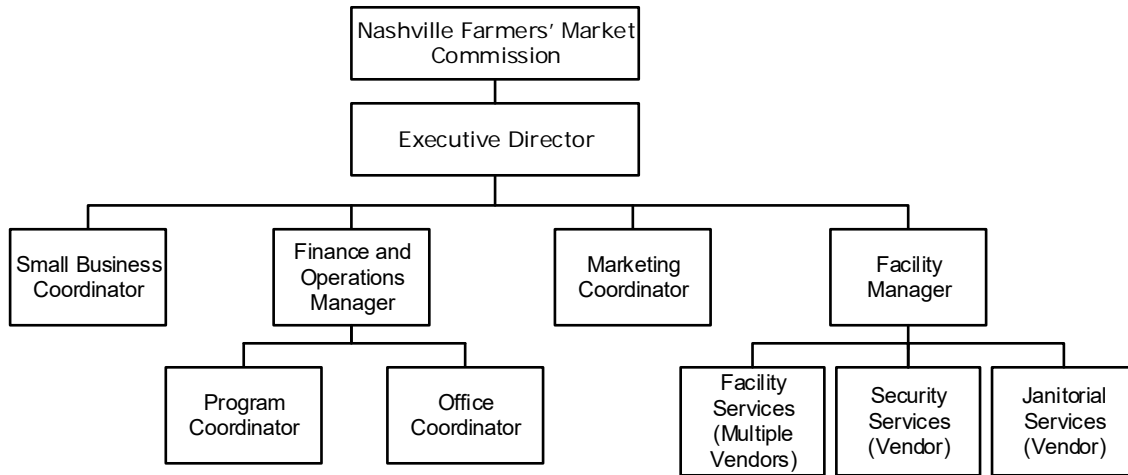 Nashville Farmers’ Market
Commission
Executive Director
Small Business
Coordinator
Finance and
Operations
Manager
Marketing
Coordinator
Facility
Manager
Program
Coordinator
Office
Coordinator
Facility
Services
(Multiple
Vendors)
Security
Services
(Vendor)
Janitorial
Services
(Vendor)